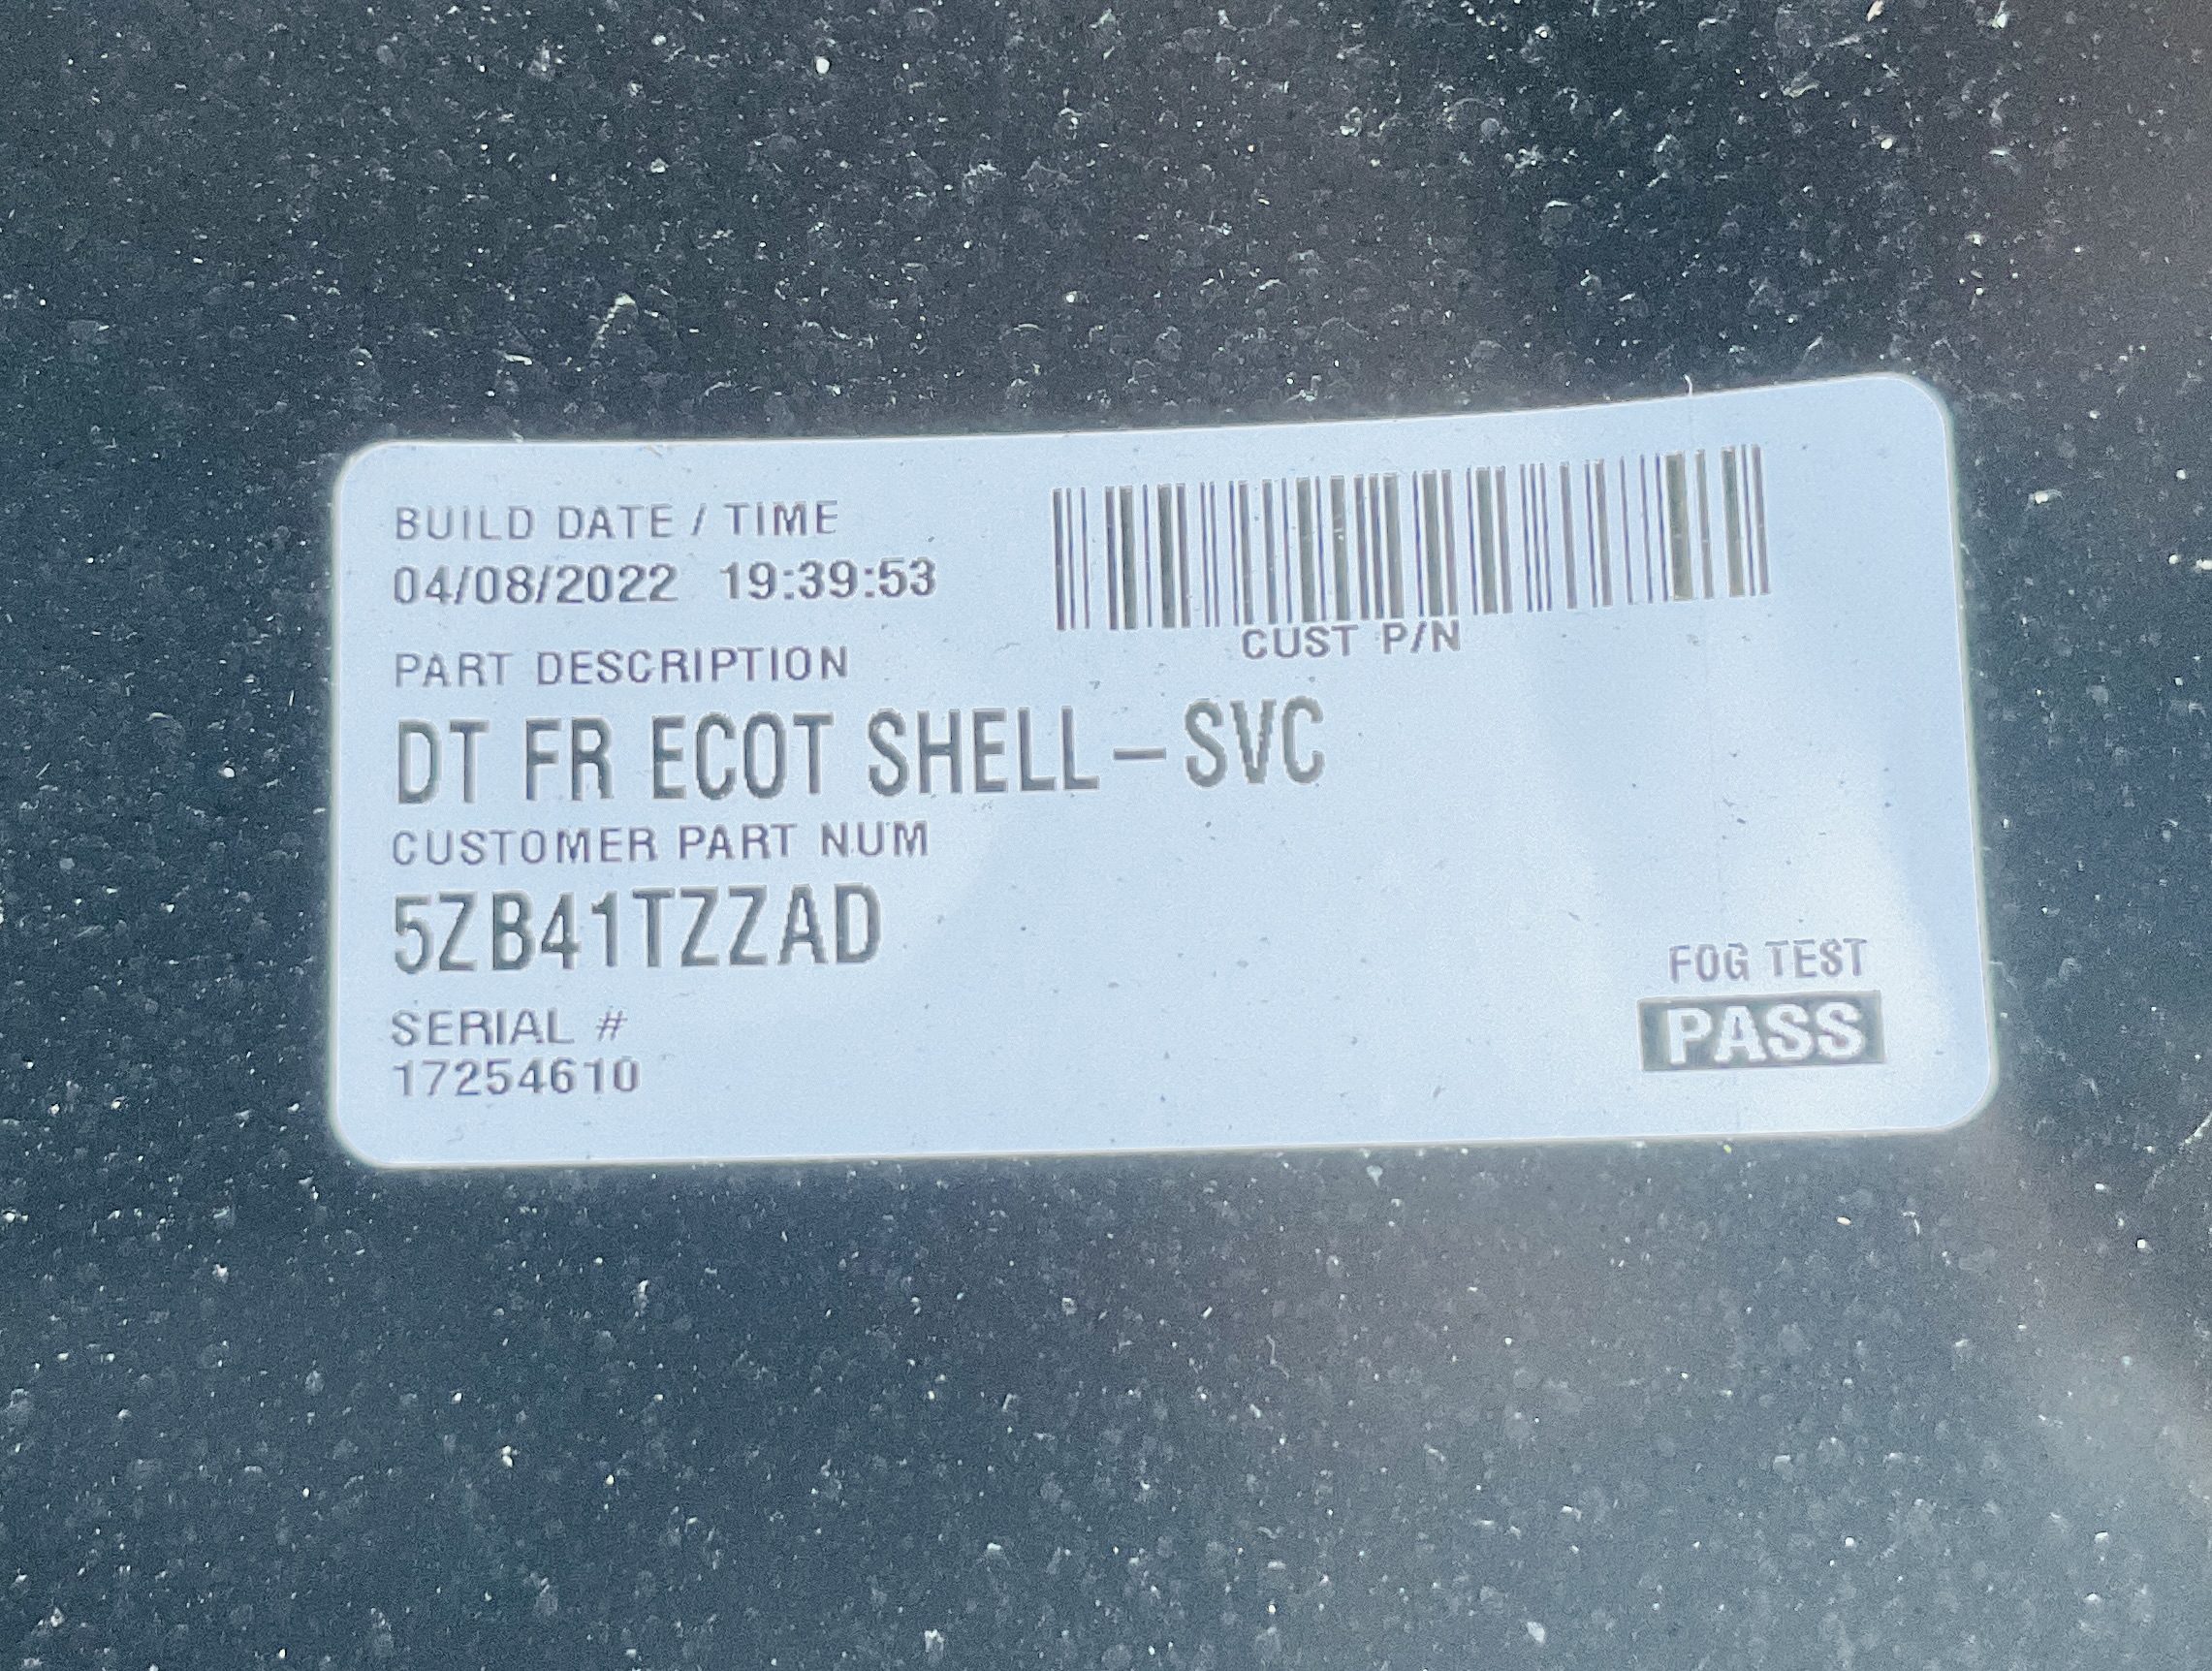 BUILD DATE / TIME
04/08/2022 19:39:53
CUST P/N
PART DESCRIPTION
DT FR ECOT SHELL-SVC
CUSTOMER PART NUM
5ZB41TZZAD
SERIAL #
17254610
FOG TEST
PASS